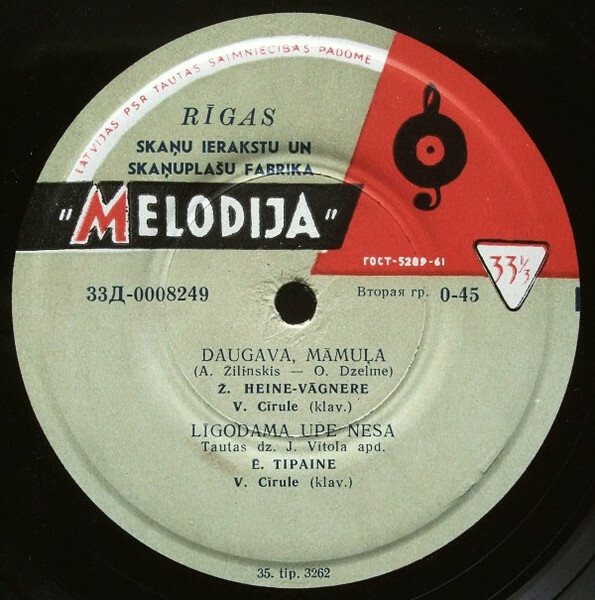 LATVIJAS PSR TAUTAS SAIMNIECĪBAS PADOME
RĪGAS
SKAŅU IERAKSTU UN
SKAŅUPLAŠU FABRIKA
"MELODIJA"
ГОСТ-5289-61
33⅓
33Д-0008249
Вторая гр. 0-45
DAUGAVA, MĀMUĻA
(A. Žilinskis — O. Dzelme)
Ž. HEINE-VĀGNERE
V. Cīrule (klav.)
LĪGODAMA UPE NESA
Tautas dz. J. Vītola apd.
Ē. TIPAINE
V. Cīrule (klav.)
35. tip. 3262